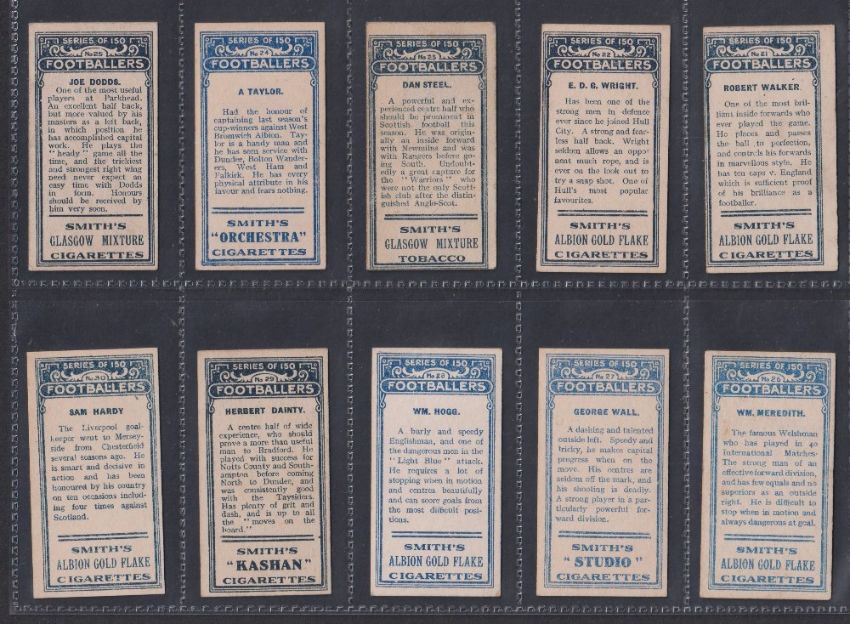 SERIES OF 150
No 25
FOOTBALLERS
JOE DODDS.
One of the most useful
players at Parkhead.
An excellent half back,
but more valued by his
masters as a left back,
in which position he
has accomplished capital
work. He plays the
"heady" game all the
time, and the trickiest
and strongest right wing
need never expect an
easy time with Dodds
in form. Honours
should be received by
him very soon.
SMITH'S
GLASGOW MIXTURE
CIGARETTES
SERIES OF 150
No 24
FOOTBALLERS
A TAYLOR.
Had the honour of
captaining last season's
cup-winners against West
Bromwich Albion. Tay-
lor is a handy man and
he has seen service with
Dundee, Bolton Wander-
ers, West Ham and
Falkirk. He has every
physical attribute in his
favour and fears nothing.
SMITH'S
"ORCHESTRA"
CIGARETTES
SERIES OF 150
No 23
FOOTBALLERS
DAN STEEL.
A powerful and ex-
perienced centre half who
should be prominent in
Scottish football this
season. He was origin-
ally an inside forward
with Newmilns and was
with Rangers before go-
ing South. Undoubt-
edly a great capture for
the "Warriors" who
were not the only Scott-
ish club after the dis-
tinguished Anglo-Scot.
SMITH'S
GLASGOW MIXTURE
TOBACCO
SERIES OF 150
No 22
FOOTBALLERS
E. D. G. WRIGHT.
Has been one of the
strong men in defence
ever since he joined Hull
City. A strong and fear-
less half back. Wright
seldom allows an oppo-
nent much rope, and is
ever on the look out to
try a snap shot. One of
Hull's most popular
favourites.
SMITH'S
ALBION GOLD FLAKE
CIGARETTES
SERIES OF 150
No 21
FOOTBALLERS
ROBERT WALKER.
One of the most bril-
liant inside forwards who
ever played the game.
He places and passes
the ball to perfection,
and controls his forwards
in marvellous style. He
has ten caps v. England
which is sufficient proof
of his brilliance as a
footballer.
SMITH'S
ALBION GOLD FLAKE
CIGARETTES
SERIES OF 150
No 30
FOOTBALLERS
SAM HARDY
The Liverpool goal-
keeper went to Mersey-
side from Chesterfield
several seasons ago. He
is smart and decisive in
action and has been
honoured by his country
on ten occasions includ-
ing four times against
Scotland.
SMITH'S
ALBION GOLD FLAKE
CIGARETTES
SERIES OF 150
No 29
FOOTBALLERS
HERBERT DAINTY.
A centre half of wide
experience, who should
prove a more than useful
man to Bradford. He
played with success for
Notts County and South-
ampton before coming
North to Dundee, and
was consistently good
with the Taysiders.
Has plenty of grit and
dash, and is up to all
the "moves on the
board."
SMITH'S
"KASHAN"
CIGARETTES
SERIES OF 150
No 28
FOOTBALLERS
WM. HOGG.
A burly and speedy
Englishman, and one of
the dangerous men in the
"Light Blue" attack.
He requires a lot of
stopping when in motion
and centres beautifully
and can score goals from
the most difficult posi-
tions.
SMITH'S
ALBION GOLD FLAKE
CIGARETTES
SERIES OF 150
No 27
FOOTBALLERS
GEORGE WALL.
A dashing and talented
outside left. Speedy and
tricky, he makes capital
progress when on the
move. His centres are
seldom off the mark, and
his shooting is deadly.
A strong player in a par-
ticularly powerful for-
ward division.
SMITH'S
"STUDIO"
CIGARETTES
SERIES OF 150
No 26
FOOTBALLERS
WM. MEREDITH.
The famous Welshman
who has played in 40
International Matches.
The strong man of an
effective forward division,
and has few equals and no
superiors as an outside
right. He is difficult to
stop when in motion and
always dangerous at goal.
SMITH'S
ALBION GOLD FLAKE
CIGARETTES